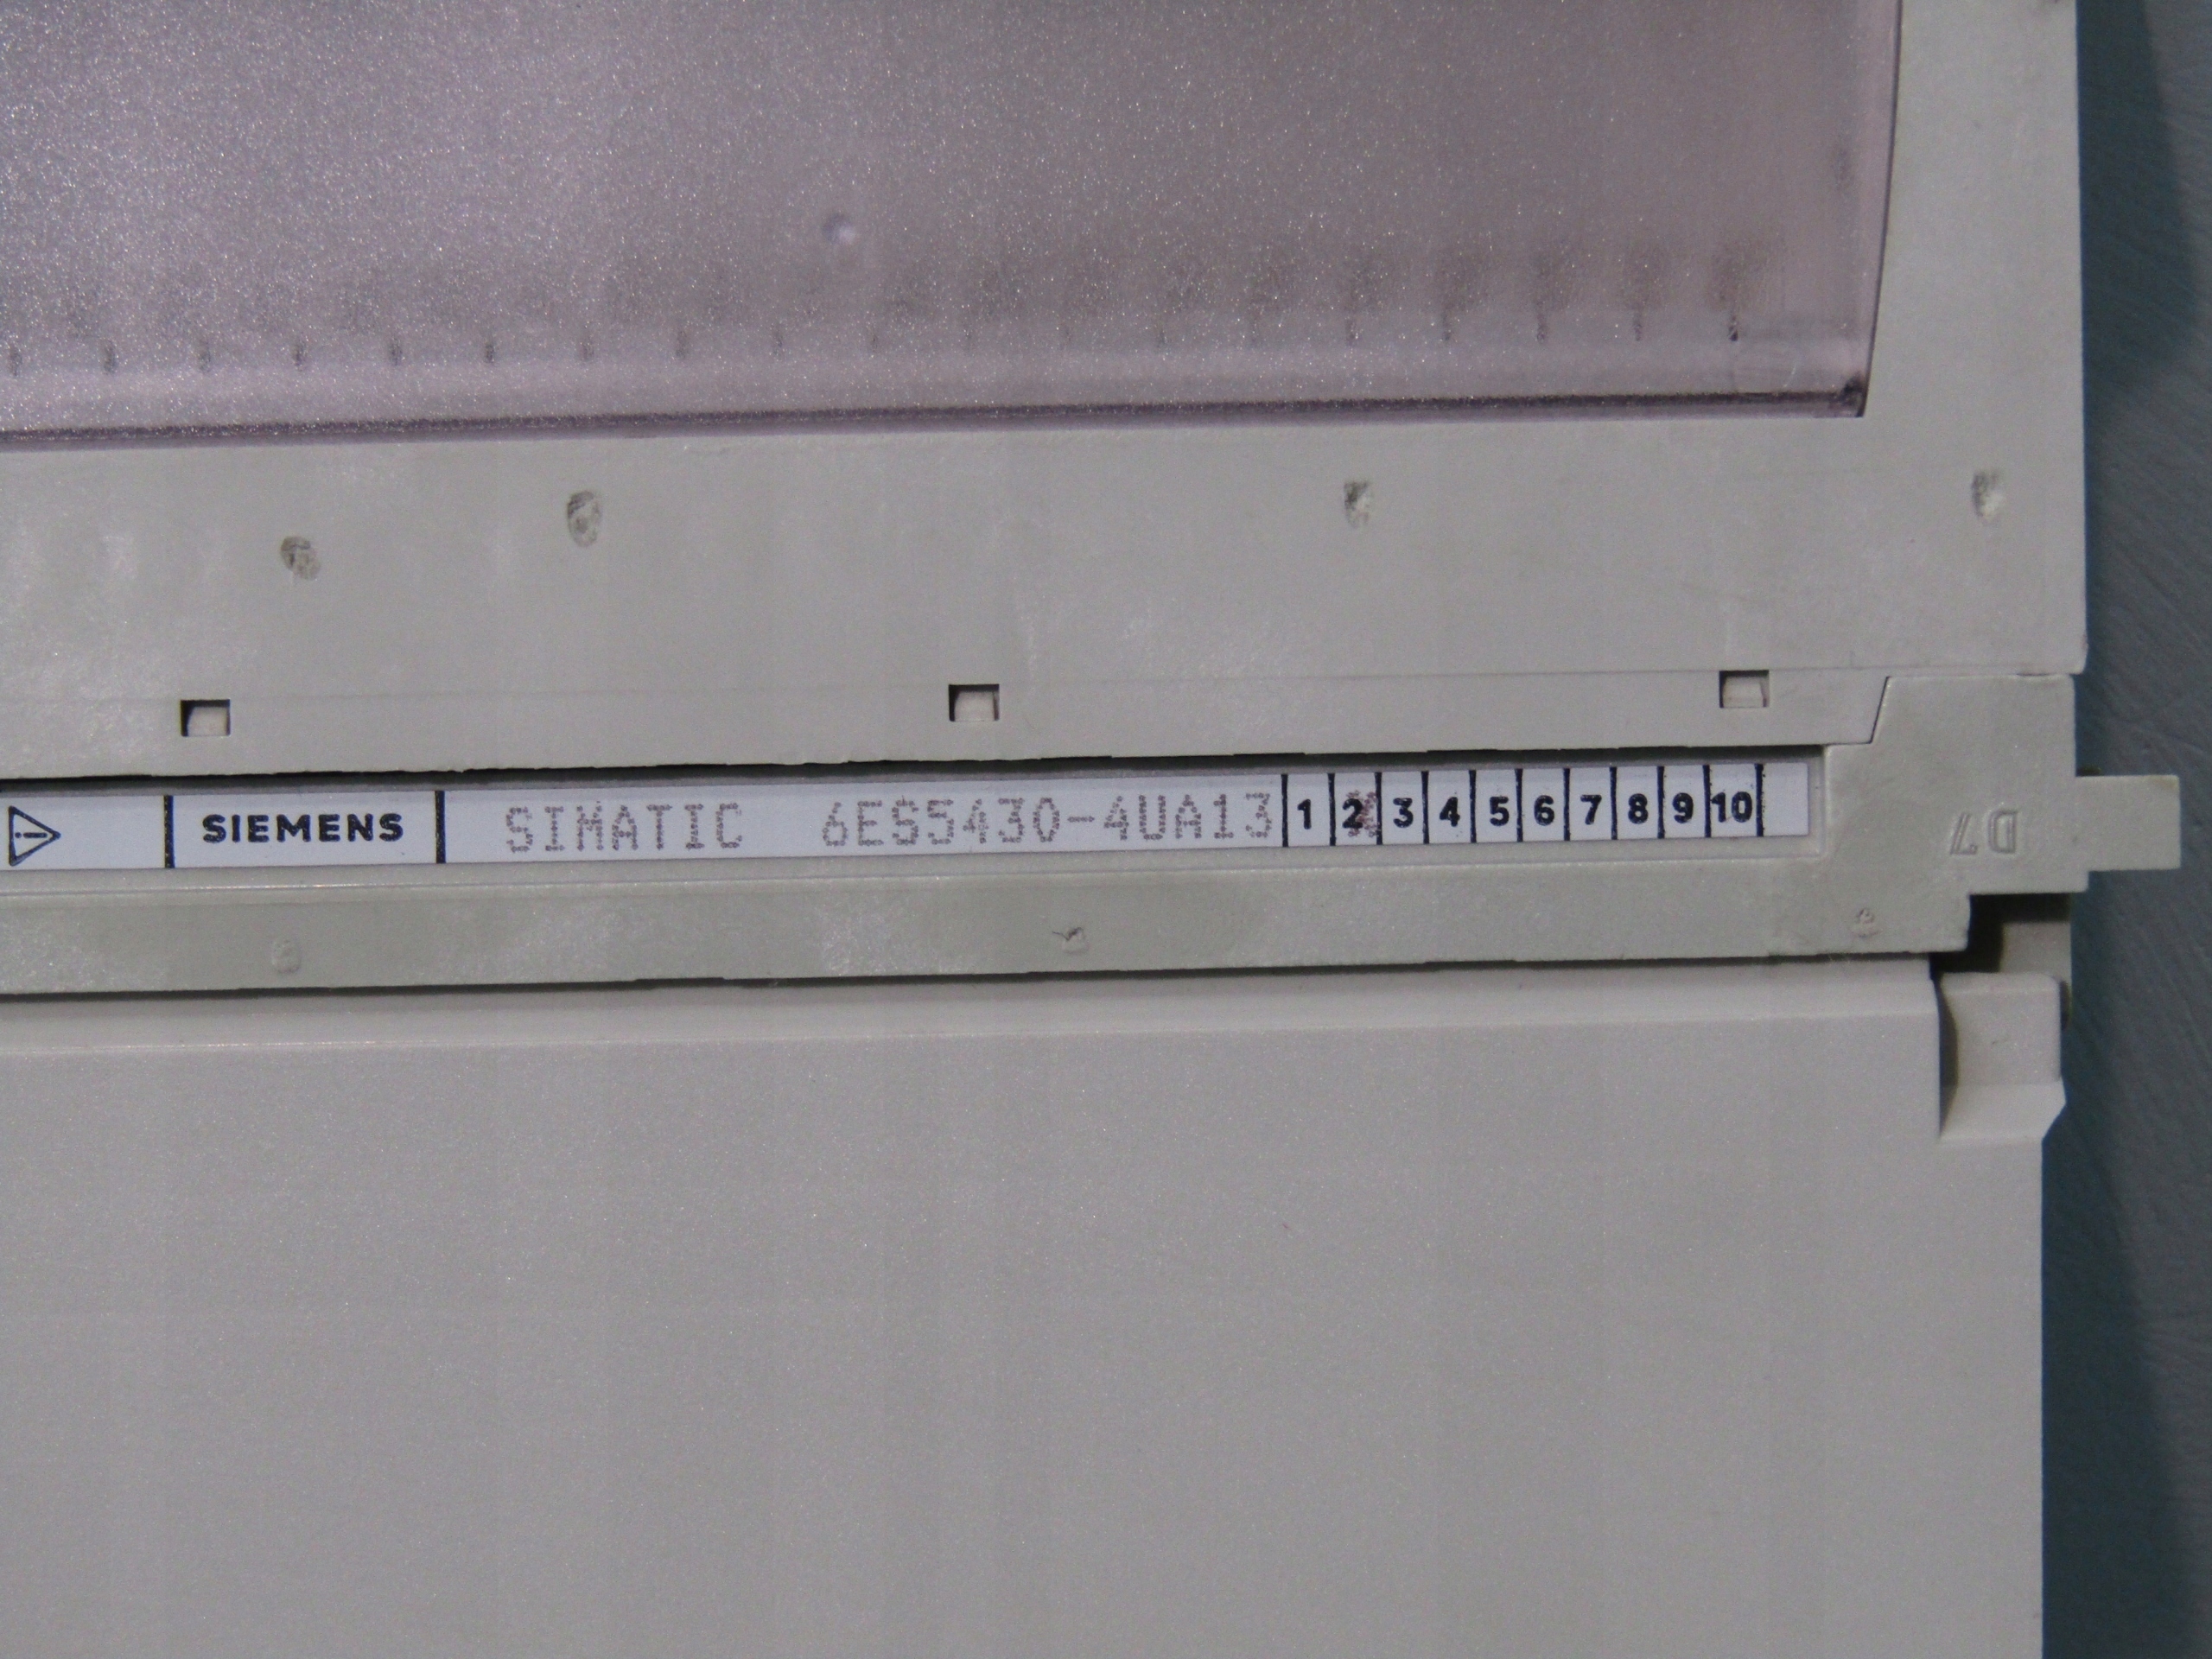 SIEMENS SIMATIC 6ES5430-4UA13 1 2 3 4 5 6 7 8 9 10
D7